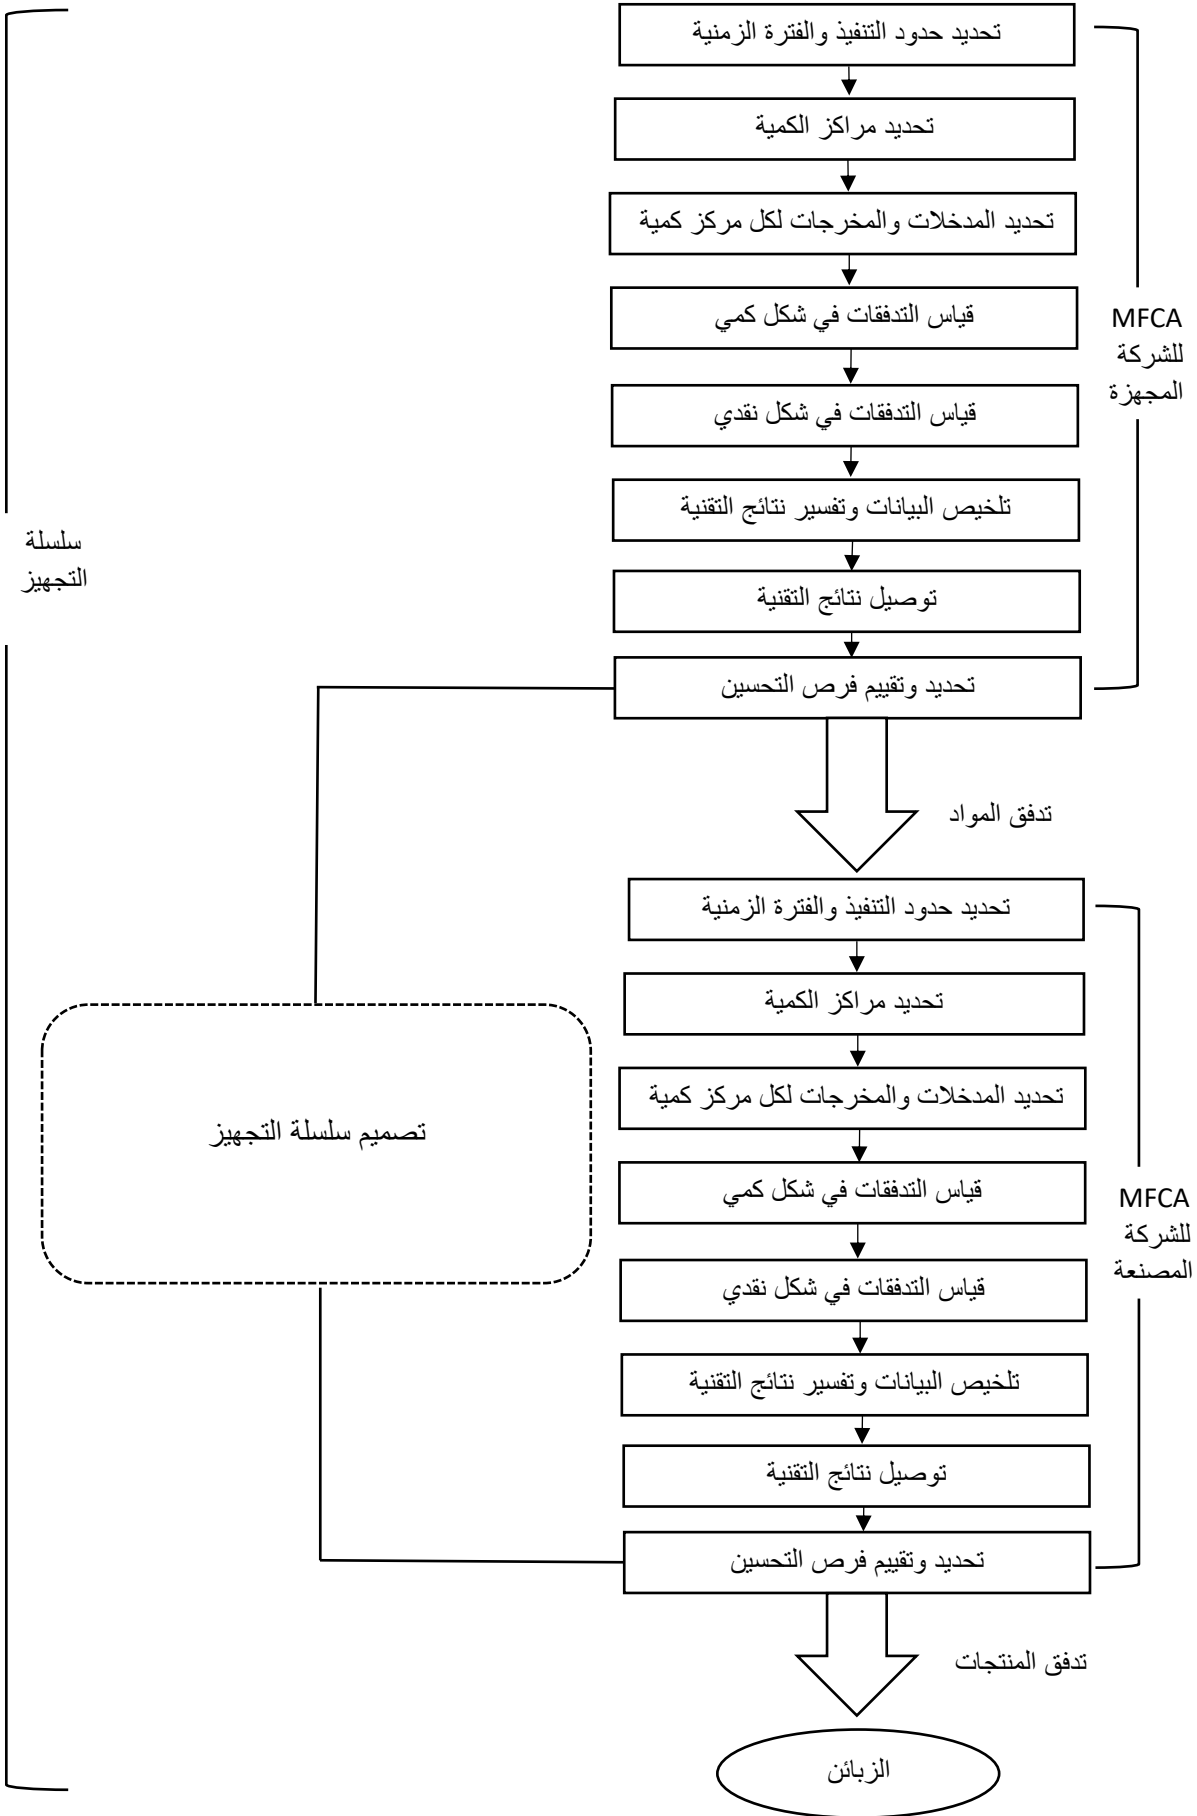 تحديد حدود التنفيذ والفترة الزمنية
تحديد مراكز الكمية
تحديد المدخلات والمخرجات لكل مركز كمية
قياس التدفقات في شكل كمي
MFCA
للشركة
المجهزة
قياس التدفقات في شكل نقدي
تلخيص البيانات وتفسير نتائج التقنية
سلسلة
التجهيز
توصيل نتائج التقنية
تحديد وتقييم فرص التحسين
تدفق المواد
تحديد حدود التنفيذ والفترة الزمنية
تحديد مراكز الكمية
تحديد المدخلات والمخرجات لكل مركز كمية
تصميم سلسلة التجهيز
قياس التدفقات في شكل كمي
MFCA
للشركة
المصنعة
قياس التدفقات في شكل نقدي
تلخيص البيانات وتفسير نتائج التقنية
توصيل نتائج التقنية
تحديد وتقييم فرص التحسين
تدفق المنتجات
الزبائن